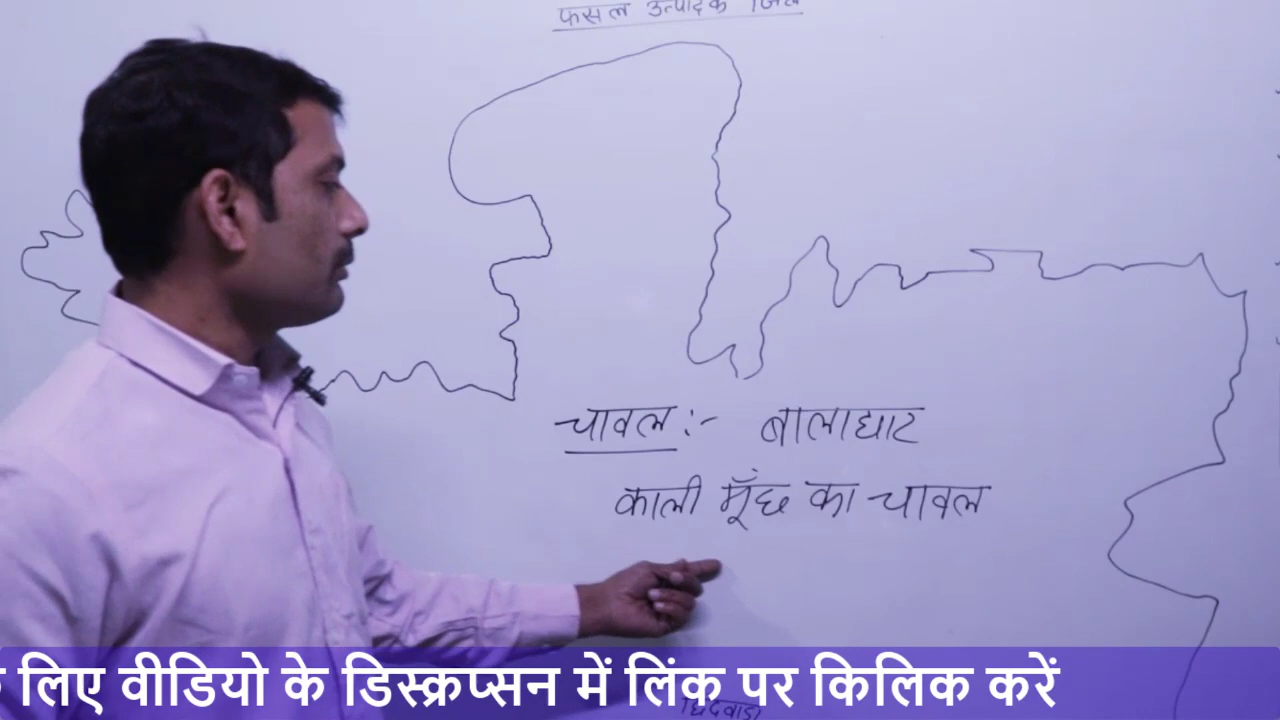 फसल उत्पादक जिले
चावल :- बालाघाट
काली मूँछ का चावल
लिए वीडियो के डिस्क्रप्सन में लिंक पर किलिक करें
छिंदवाड़ा